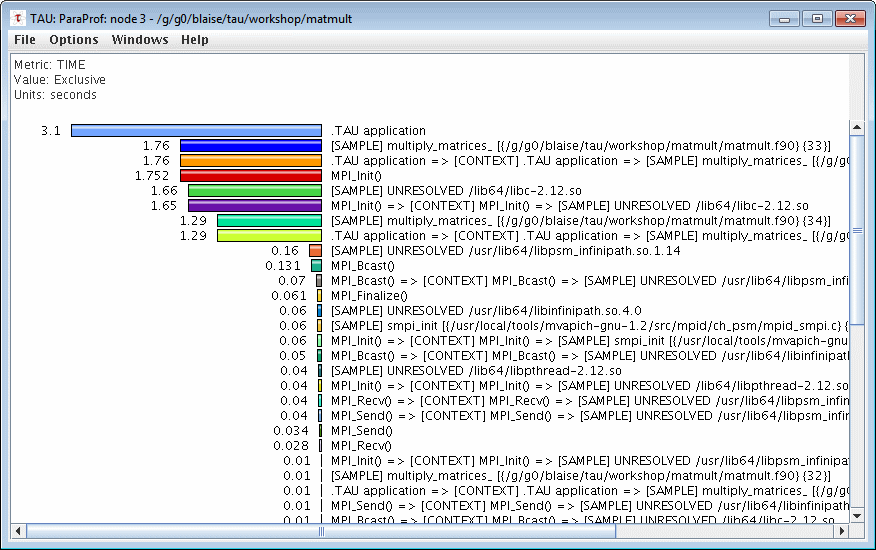 TAU: ParaProf: node 3 - /g/g0/blaise/tau/workshop/matmult
File Options Windows Help
Metric: TIME
Value: Exclusive
Units: seconds
3.1 .TAU application
1.76 [SAMPLE] multiply_matrices_ [{/g/g0/blaise/tau/workshop/matmult.f90} {33}]
1.76 .TAU application => [CONTEXT] .TAU application => [SAMPLE] multiply_matrices_ [{/g/g0
1.752 MPI_Init()
1.66 [SAMPLE] UNRESOLVED /lib64/libc-2.12.so
1.65 MPI_Init() => [CONTEXT] MPI_Init() => [SAMPLE] UNRESOLVED /lib64/libc-2.12.so
1.29 [SAMPLE] multiply_matrices_ [{/g/g0/blaise/tau/workshop/matmult.f90} {34}]
1.29 .TAU application => [CONTEXT] .TAU application => [SAMPLE] multiply_matrices_ [{/g/g0
0.16 [SAMPLE] UNRESOLVED /usr/lib64/libpsm_infinipath.so.1.14
0.131 MPI_Bcast()
0.07 MPI_Bcast() => [CONTEXT] MPI_Bcast() => [SAMPLE] UNRESOLVED /usr/lib64/libpsm_infi
0.061 MPI_Finalize()
0.06 [SAMPLE] UNRESOLVED /usr/lib64/libinfinipath.so.4.0
0.06 [SAMPLE] smpi_init [{/usr/local/tools/mvapich-gnu-1.2/src/mpid/ch_psm/mpid_smpi.c} {
0.06 MPI_Init() => [CONTEXT] MPI_Init() => [SAMPLE] smpi_init [{/usr/local/tools/mvapich-gnu
0.05 MPI_Bcast() => [CONTEXT] MPI_Bcast() => [SAMPLE] UNRESOLVED /usr/lib64/libinfinipath
0.04 [SAMPLE] UNRESOLVED /lib64/libpthread-2.12.so
0.04 MPI_Init() => [CONTEXT] MPI_Init() => [SAMPLE] UNRESOLVED /lib64/libpthread-2.12.so
0.04 MPI_Recv() => [CONTEXT] MPI_Recv() => [SAMPLE] UNRESOLVED /usr/lib64/libpsm_infin
0.04 MPI_Send() => [CONTEXT] MPI_Send() => [SAMPLE] UNRESOLVED /usr/lib64/libpsm_infin
0.034 MPI_Send()
0.028 MPI_Recv()
0.01 MPI_Init() => [CONTEXT] MPI_Init() => [SAMPLE] UNRESOLVED /usr/lib64/libpsm_infinipat
0.01 [SAMPLE] multiply_matrices_ [{/g/g0/blaise/tau/workshop/matmult.f90} {32}]
0.01 .TAU application => [CONTEXT] .TAU application => [SAMPLE] multiply_matrices_ [{/g/g0
0.01 MPI_Send() => [CONTEXT] MPI_Send() => [SAMPLE] UNRESOLVED /usr/lib64/libinfinipath
0.01 MPI_Bcast() => [CONTEXT] MPI_Bcast() => [SAMPLE] UNRESOLVED /lib64/libc-2.12.so